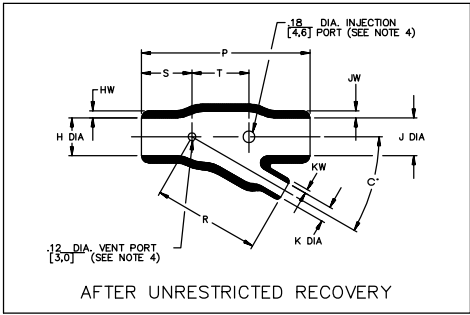 .18 DIA. INJECTION
[4,6] PORT (SEE NOTE 4)
P
S
T
HW
JW
H DIA
J DIA
KW
C°
R
K DIA
.12 DIA. VENT PORT
[3,0] (SEE NOTE 4)
AFTER UNRESTRICTED RECOVERY